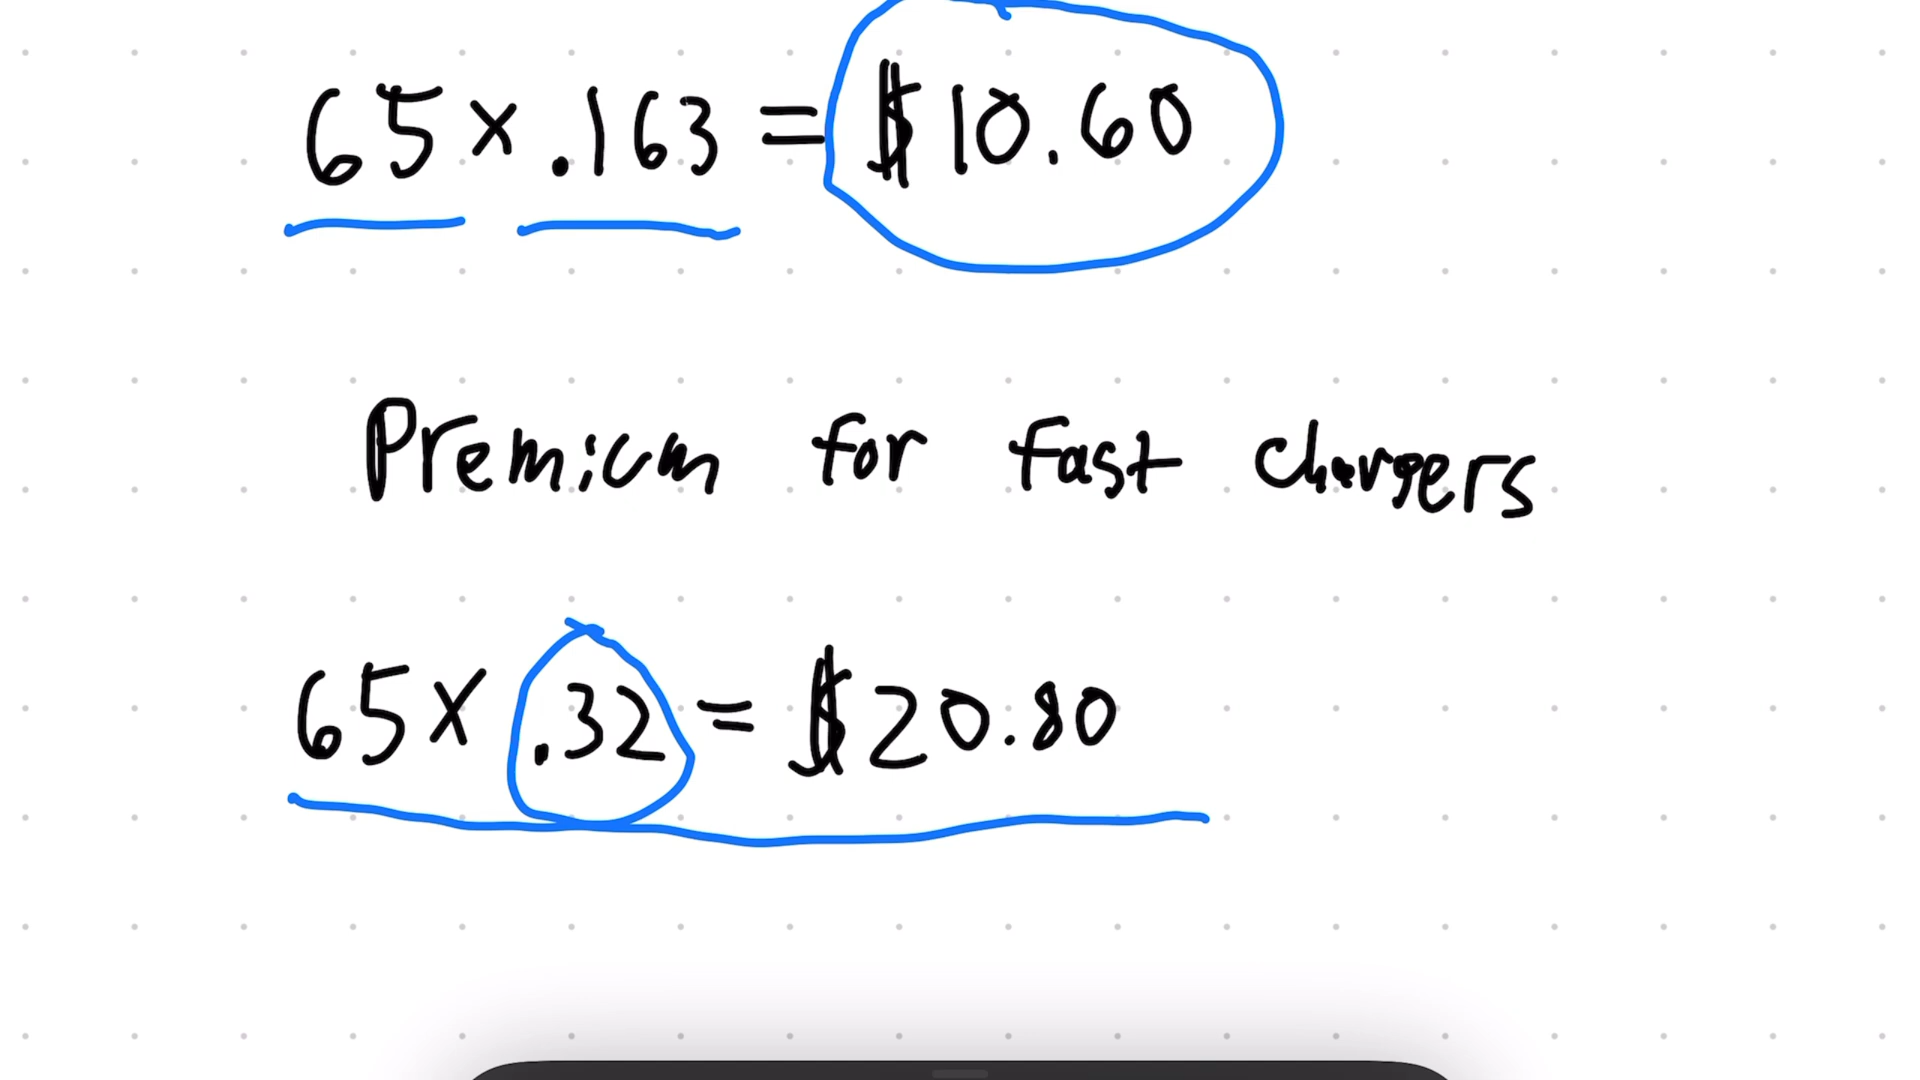 65 x .163 = $10.60
Premium for fast chargers
65 x .32 = $20.80